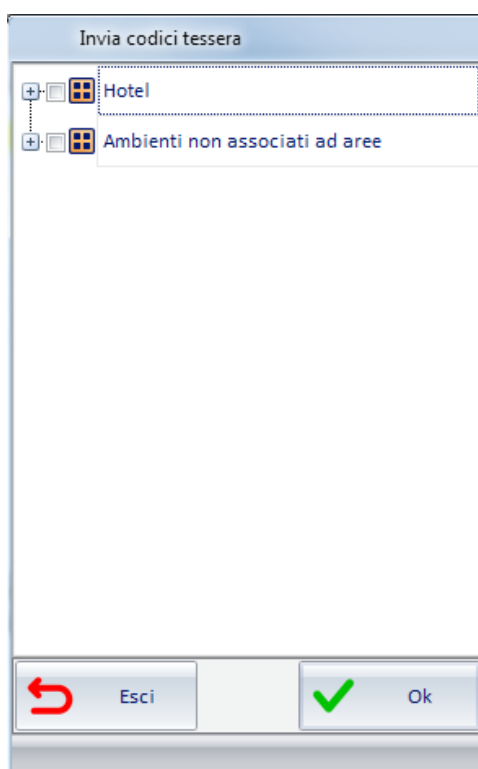 Invia codici tessera
Hotel
Ambienti non associati ad aree
Esci
Ok